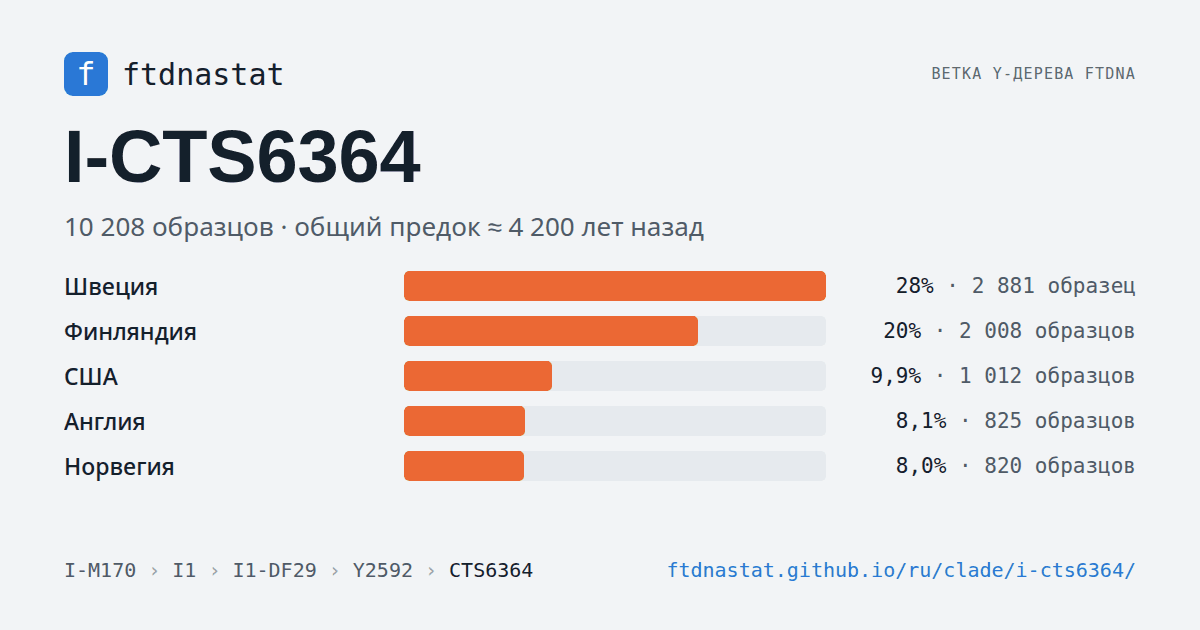 f ftdnastat
ВЕТКА Y-ДЕРЕВА FTDNA
I-CTS6364
10 208 образцов · общий предок ≈ 4 200 лет назад
Швеция 28% · 2 881 образец
Финляндия 20% · 2 008 образцов
США 9,9% · 1 012 образцов
Англия 8,1% · 825 образцов
Норвегия 8,0% · 820 образцов
I-M170 › I1 › I1-DF29 › Y2592 › CTS6364
ftdnastat.github.io/ru/clade/i-cts6364/